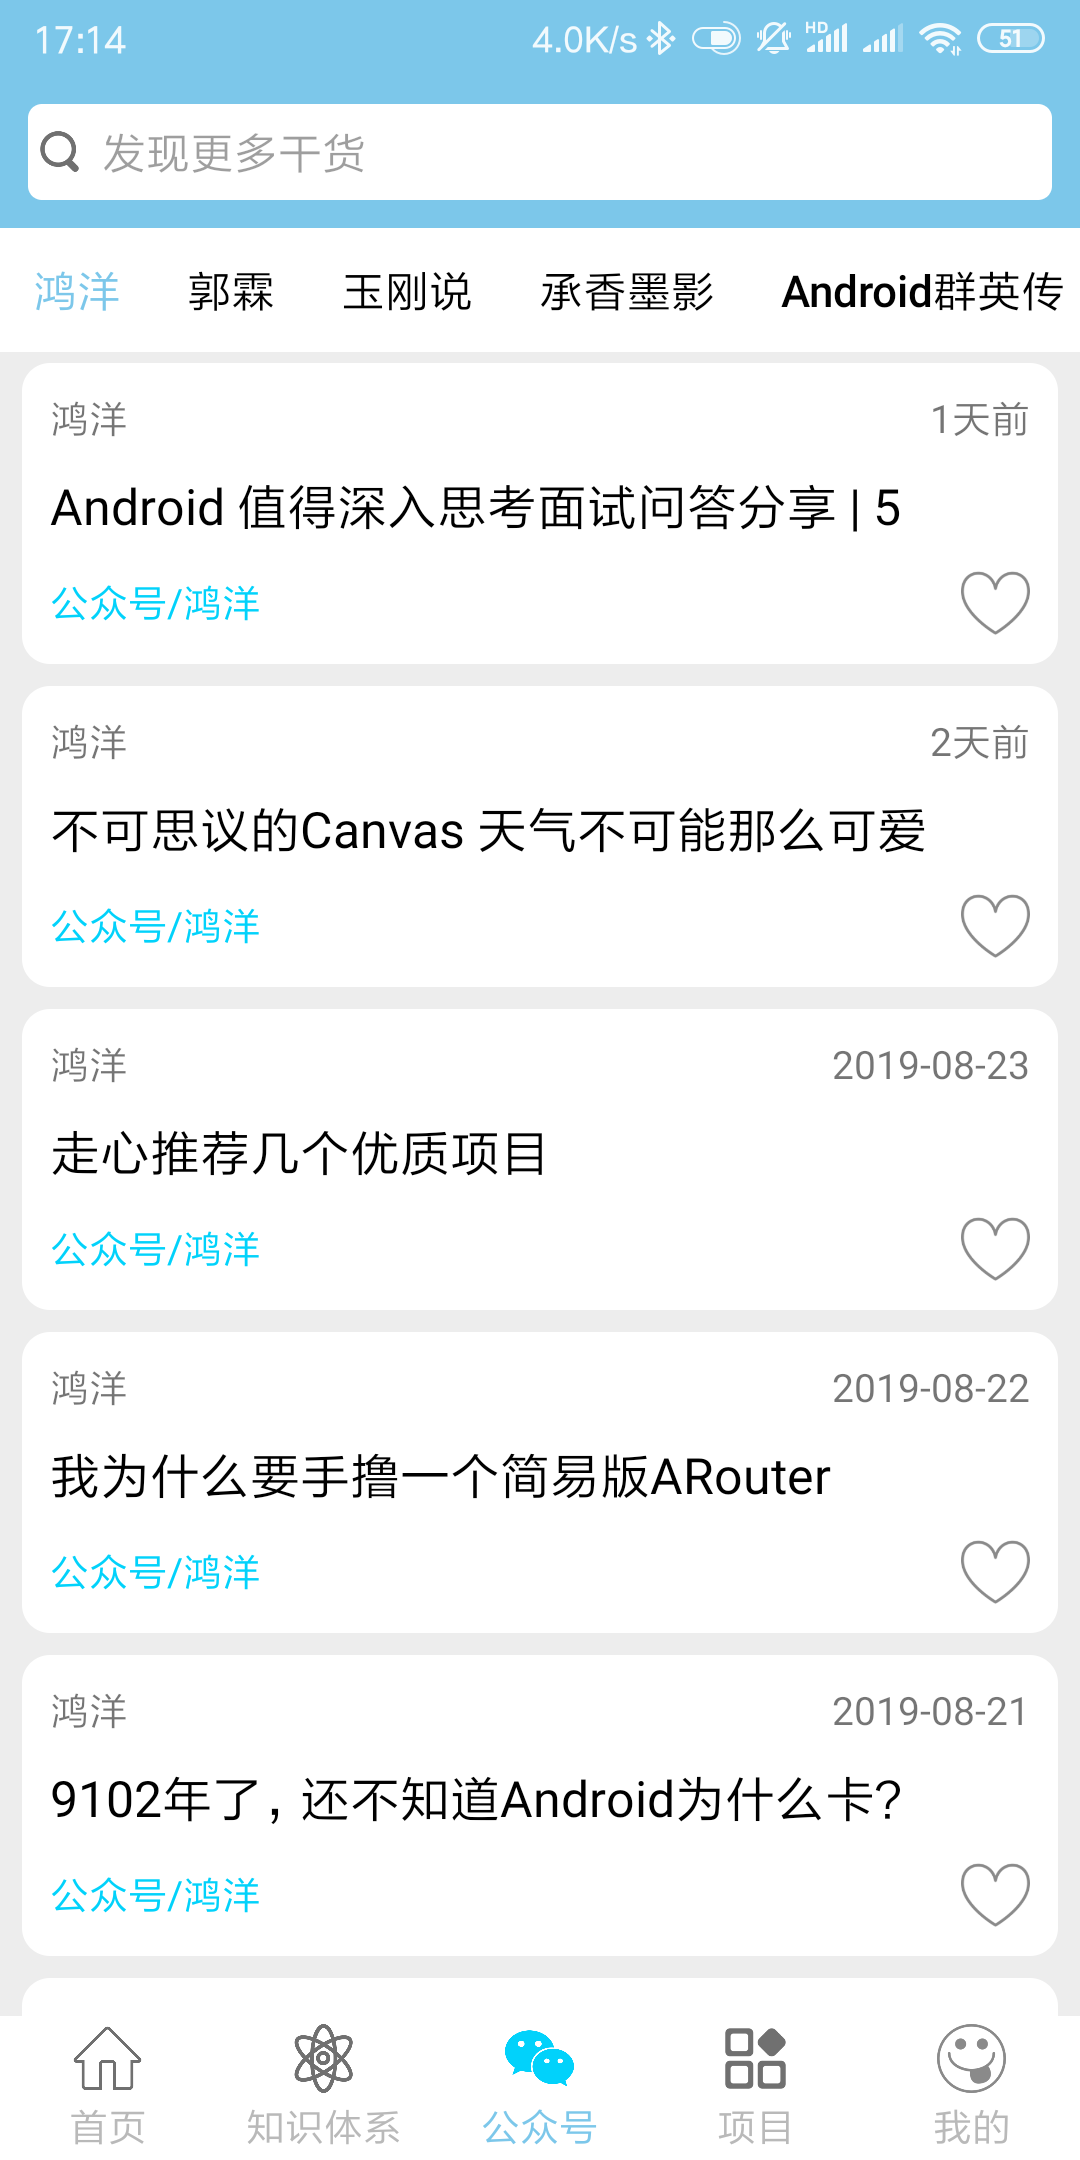 17:14 4.0K/s HD 51
发现更多干货
鸿洋 郭霖 玉刚说 承香墨影 Android群英传
鸿洋 1天前
Android 值得深入思考面试问答分享 | 5
公众号/鸿洋
鸿洋 2天前
不可思议的Canvas 天气不可能那么可爱
公众号/鸿洋
鸿洋 2019-08-23
走心推荐几个优质项目
公众号/鸿洋
鸿洋 2019-08-22
我为什么要手撸一个简易版ARouter
公众号/鸿洋
鸿洋 2019-08-21
9102年了，还不知道Android为什么卡？
公众号/鸿洋
首页 知识体系 公众号 项目 我的